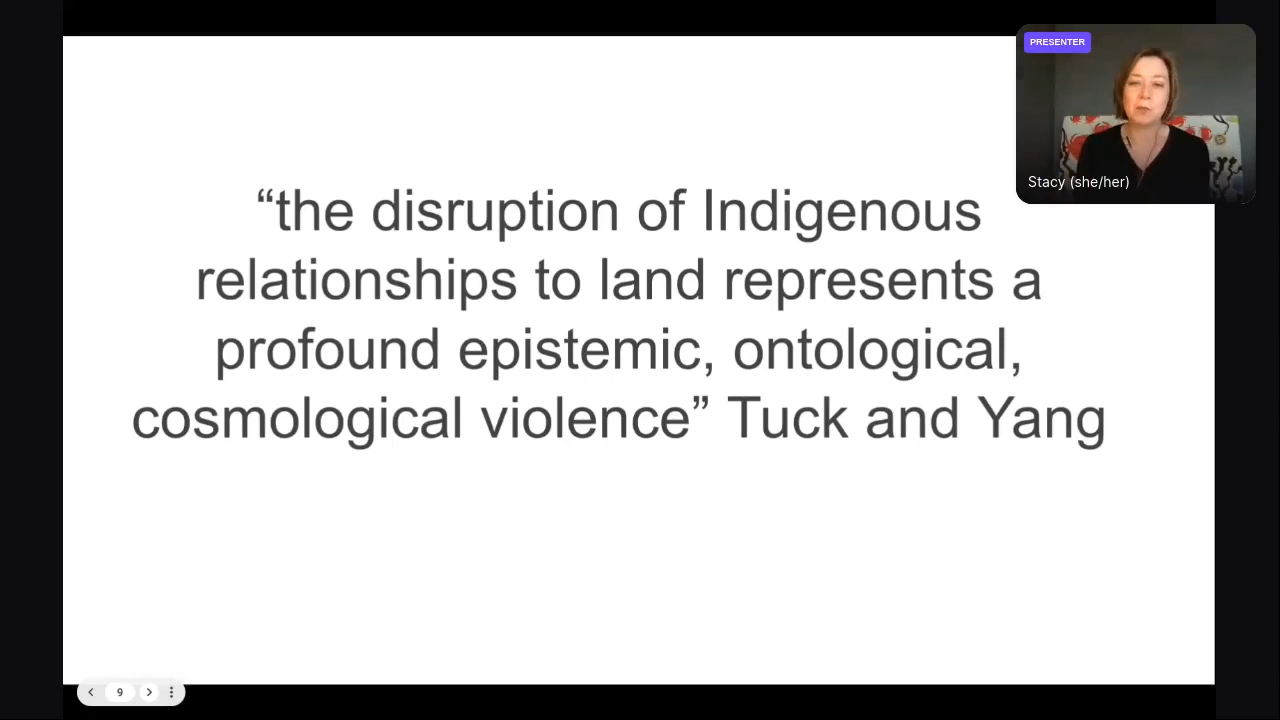 PRESENTER
Stacy (she/her)
“the disruption of Indigenous
relationships to land represents a
profound epistemic, ontological,
cosmological violence” Tuck and Yang
9